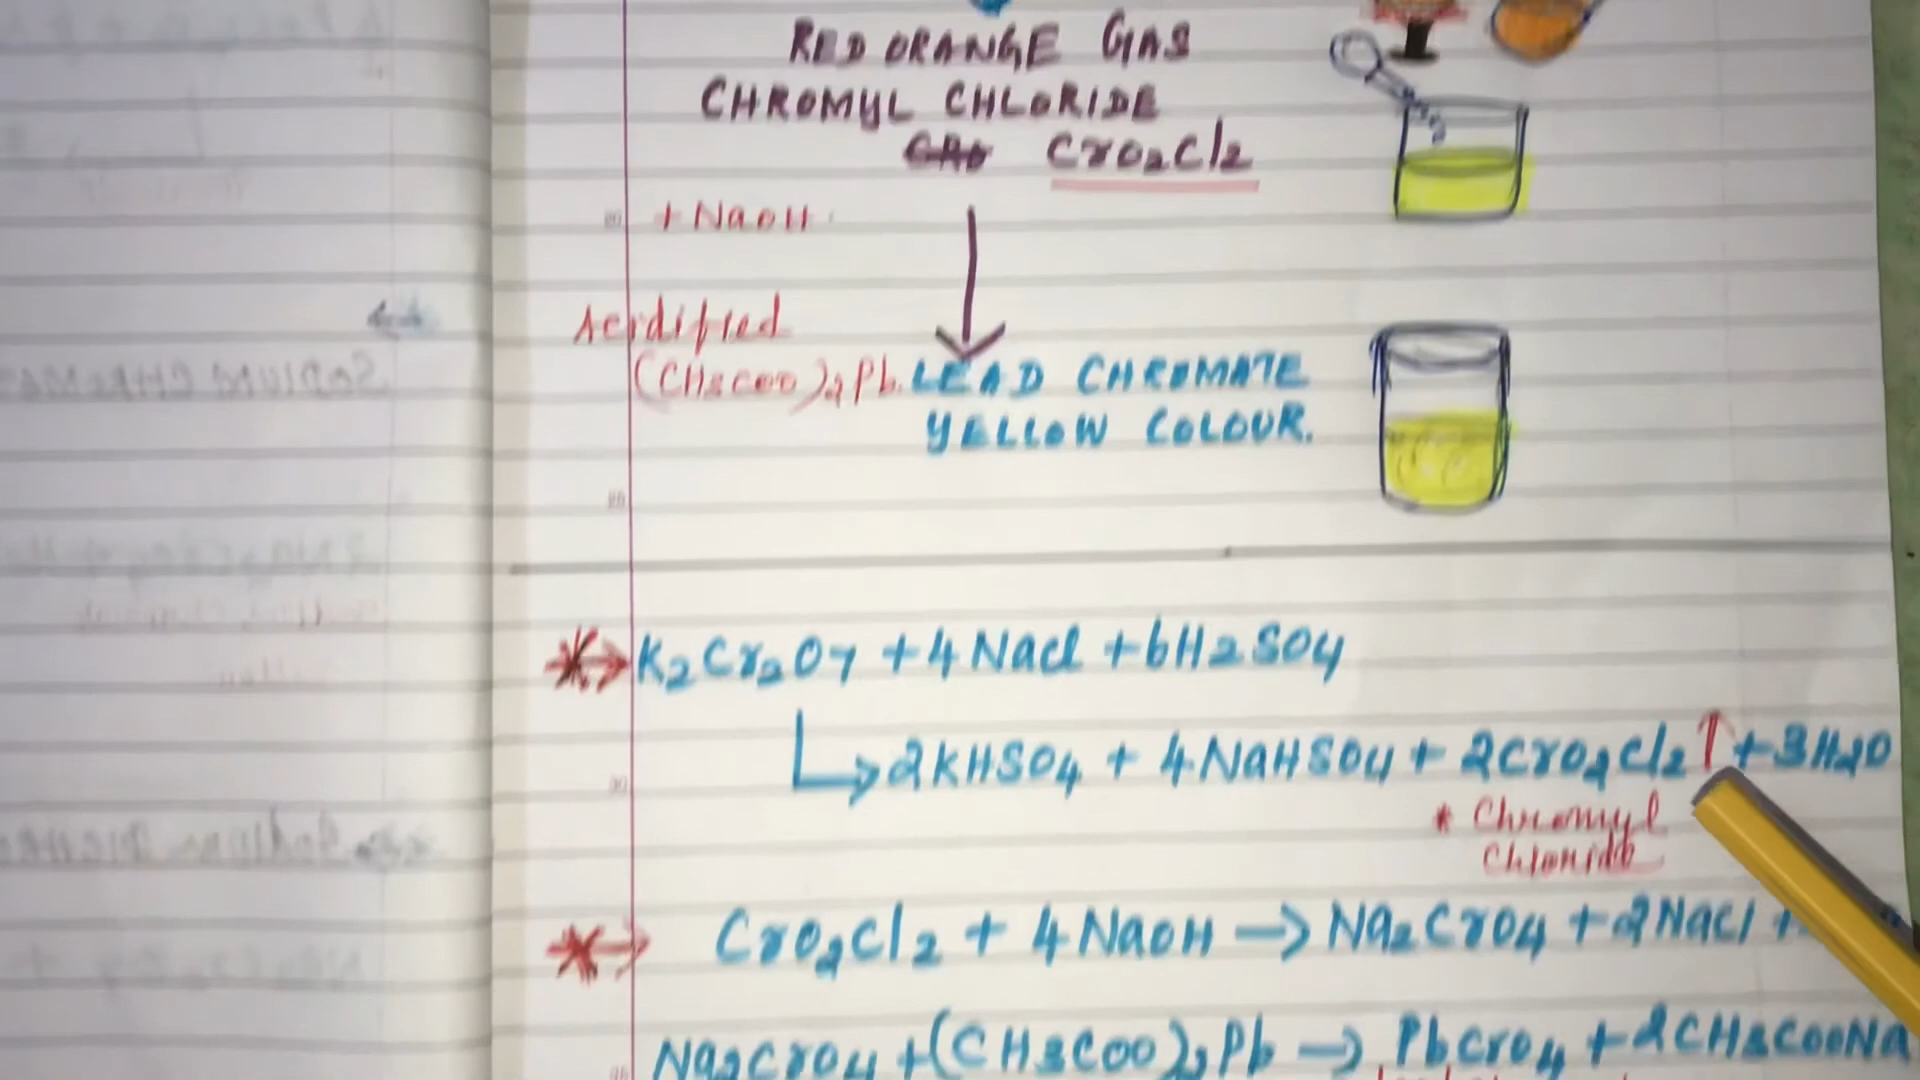 RED ORANGE GAS
CHROMYL CHLORIDE
CrO2Cl2
+ NaOH
Acidified
(CH3COO)2Pb. LEAD CHROMATE
YELLOW COLOUR.
K2Cr2O7 + 4 NaCl + 6H2SO4
2KHSO4 + 4 NaHSO4 + 2CrO2Cl2↑ + 3H2O
* Chromyl
Chloride
CrO2Cl2 + 4 NaOH → Na2CrO4 + 2NaCl +
Na2CrO4 + (CH3COO)2Pb → PbCrO4 + 2CH3COONa